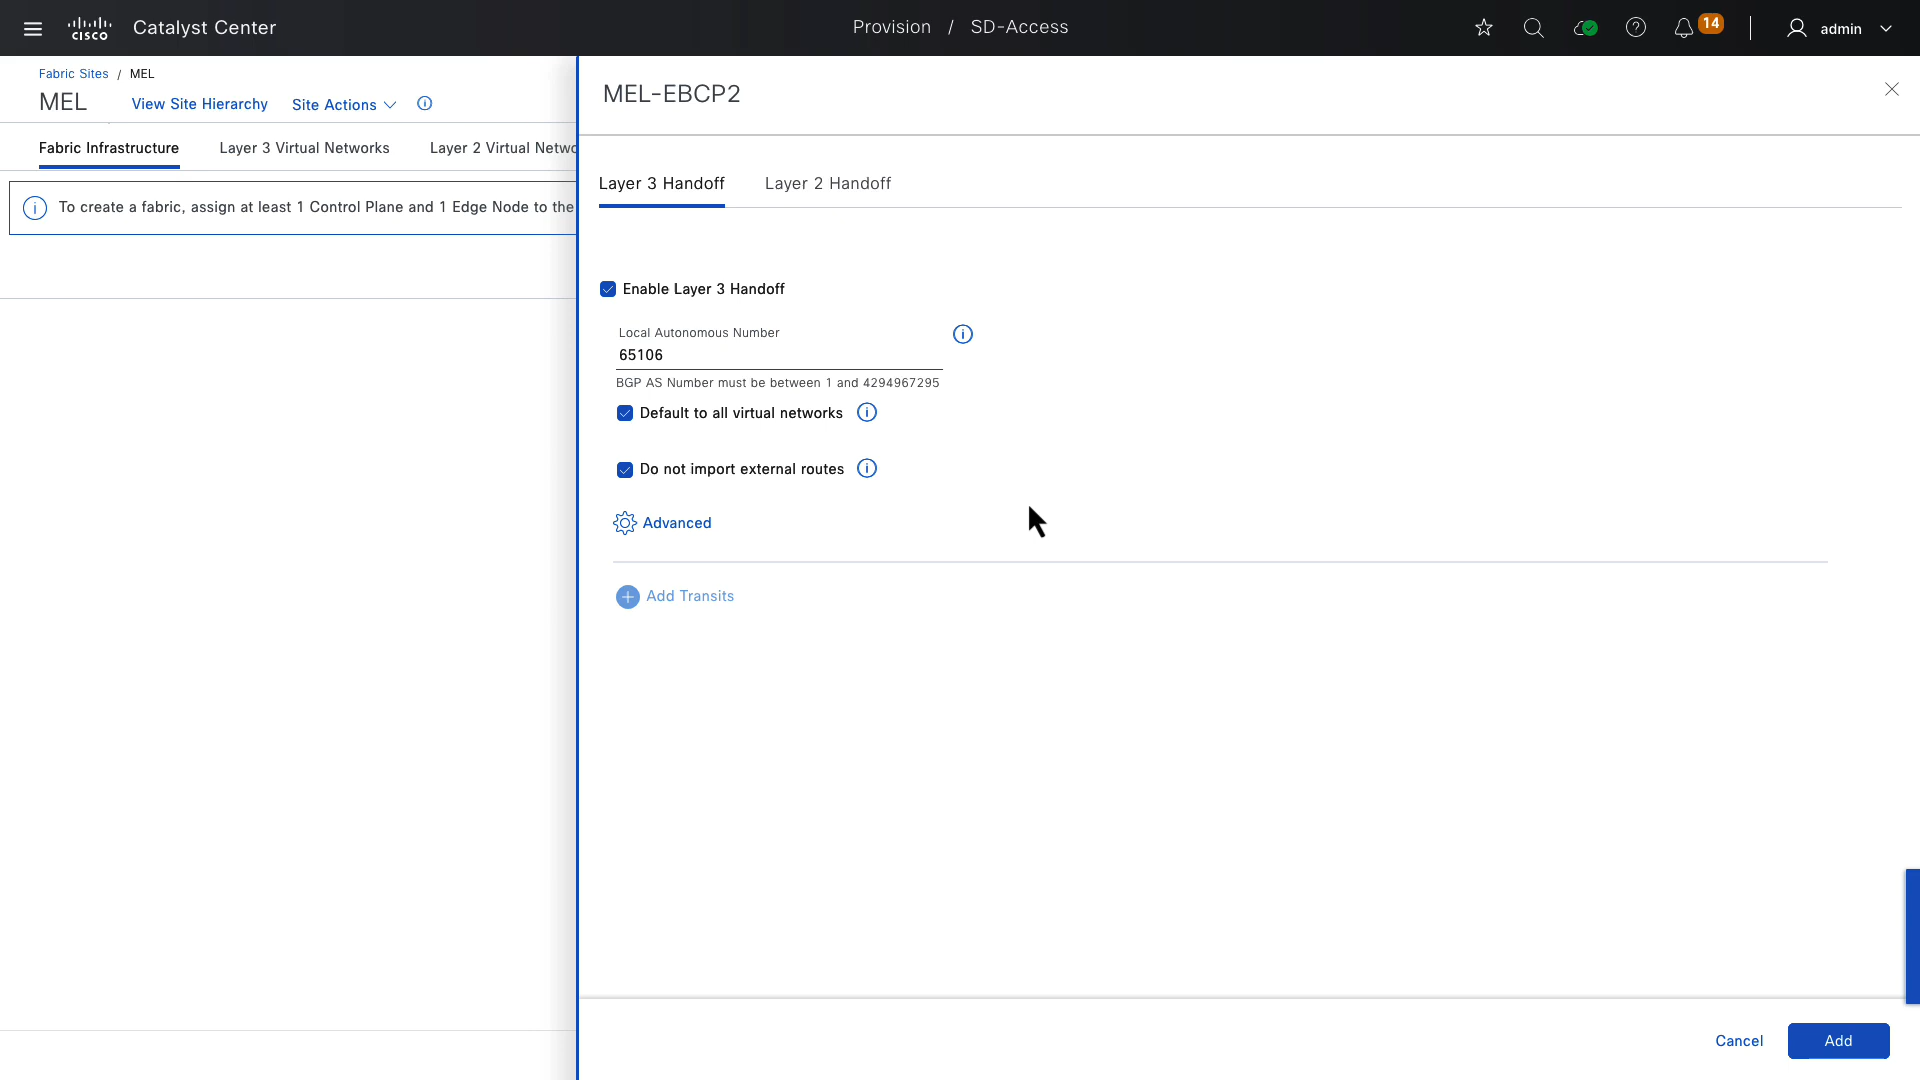 cisco
Catalyst Center
Provision / SD-Access
14
admin
Fabric Sites / MEL
MEL
View Site Hierarchy
Site Actions
Fabric Infrastructure
Layer 3 Virtual Networks
Layer 2 Virtual Netwo
To create a fabric, assign at least 1 Control Plane and 1 Edge Node to the
MEL-EBCP2
Layer 3 Handoff
Layer 2 Handoff
Enable Layer 3 Handoff
Local Autonomous Number
65106
BGP AS Number must be between 1 and 4294967295
Default to all virtual networks
Do not import external routes
Advanced
Add Transits
Cancel
Add